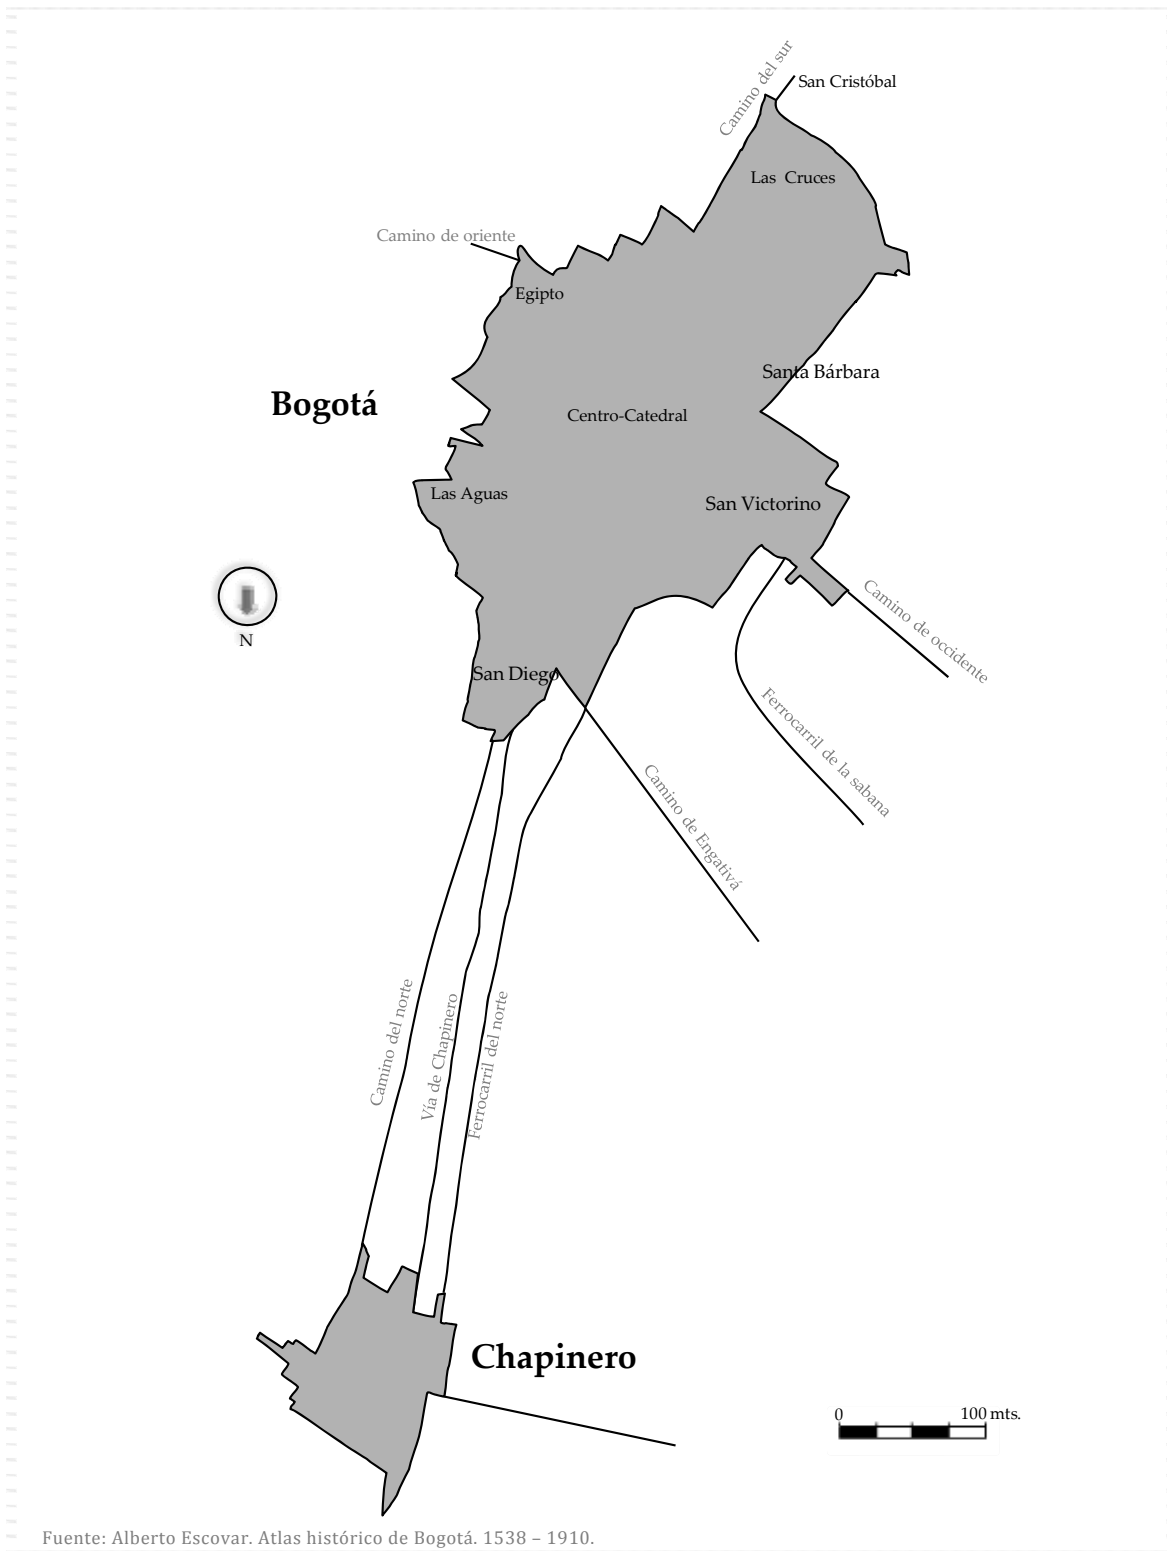 Camino del sur
San Cristóbal
Las Cruces
Camino de oriente
Egipto
Santa Bárbara
Bogotá
Centro-Catedral
Las Aguas
San Victorino
Camino de occidente
N
San Diego
Ferrocarril de la sabana
Camino de Engativá
Camino del norte
Vía de Chapinero
Ferrocarril del norte
Chapinero
0 100 mts.
Fuente: Alberto Escovar. Atlas histórico de Bogotá. 1538 – 1910.